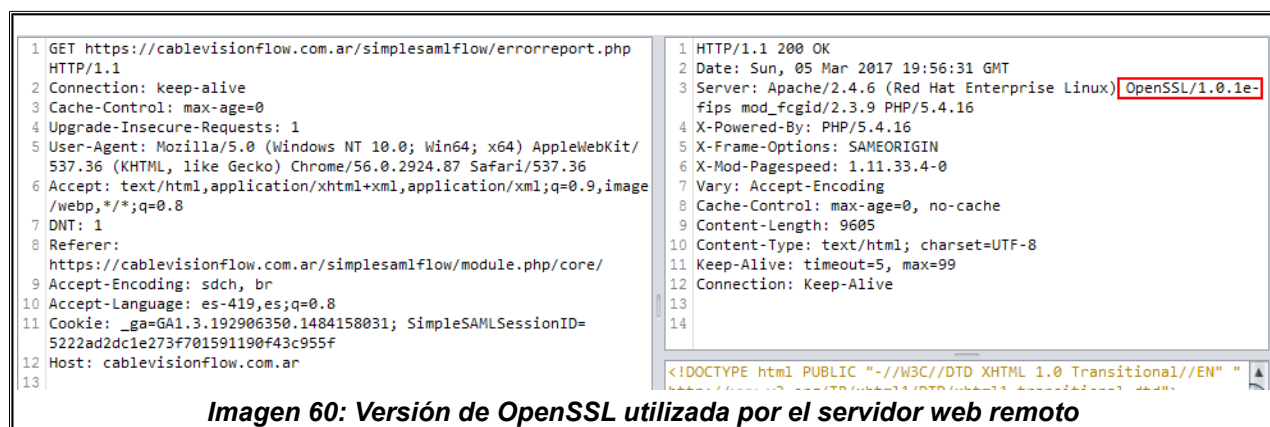 1 GET https://cablevisionflow.com.ar/simplesamlflow/errorreport.php
HTTP/1.1
2 Connection: keep-alive
3 Cache-Control: max-age=0
4 Upgrade-Insecure-Requests: 1
5 User-Agent: Mozilla/5.0 (Windows NT 10.0; Win64; x64) AppleWebKit/
537.36 (KHTML, like Gecko) Chrome/56.0.2924.87 Safari/537.36
6 Accept: text/html,application/xhtml+xml,application/xml;q=0.9,image
/webp,*/*;q=0.8
7 DNT: 1
8 Referer:
https://cablevisionflow.com.ar/simplesamlflow/module.php/core/
9 Accept-Encoding: sdch, br
10 Accept-Language: es-419,es;q=0.8
11 Cookie: _ga=GA1.3.192906350.1484158031; SimpleSAMLSessionID=
5222ad2dc1e273f701591190f43c955f
12 Host: cablevisionflow.com.ar
13
1 HTTP/1.1 200 OK
2 Date: Sun, 05 Mar 2017 19:56:31 GMT
3 Server: Apache/2.4.6 (Red Hat Enterprise Linux) OpenSSL/1.0.1e-
fips mod_fcgid/2.3.9 PHP/5.4.16
4 X-Powered-By: PHP/5.4.16
5 X-Frame-Options: SAMEORIGIN
6 X-Mod-Pagespeed: 1.11.33.4-0
7 Vary: Accept-Encoding
8 Cache-Control: max-age=0, no-cache
9 Content-Length: 9605
10 Content-Type: text/html; charset=UTF-8
11 Keep-Alive: timeout=5, max=99
12 Connection: Keep-Alive
13
14
<!DOCTYPE html PUBLIC "-//W3C//DTD XHTML 1.0 Transitional//EN" "
Imagen 60: Versión de OpenSSL utilizada por el servidor web remoto